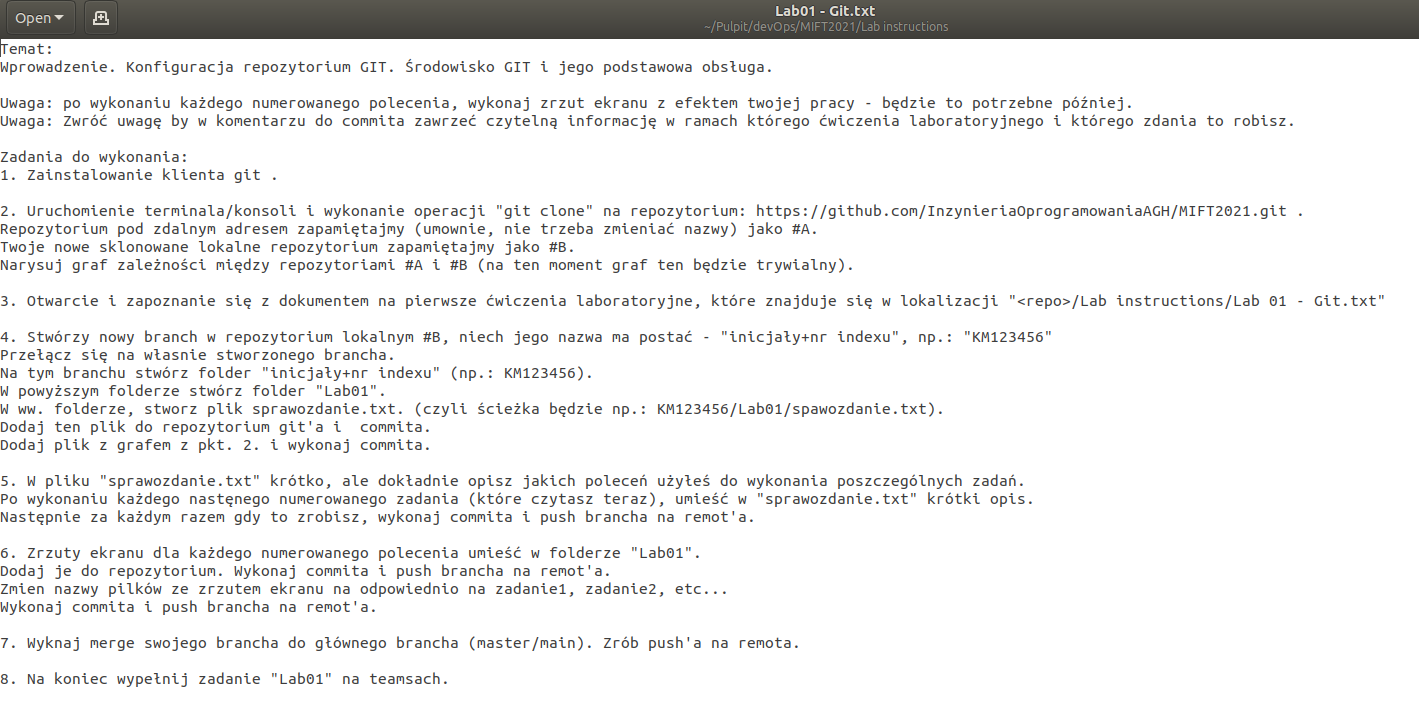 Open
Lab01 - Git.txt
~/Pulpit/devOps/MIFT2021/Lab instructions
Temat:
Wprowadzenie. Konfiguracja repozytorium GIT. Środowisko GIT i jego podstawowa obsługa.
Uwaga: po wykonaniu każdego numerowanego polecenia, wykonaj zrzut ekranu z efektem twojej pracy - będzie to potrzebne później.
Uwaga: Zwróć uwagę by w komentarzu do commita zawrzeć czytelną informację w ramach którego ćwiczenia laboratoryjnego i którego zdania to robisz.
Zadania do wykonania:
1. Zainstalowanie klienta git .
2. Uruchomienie terminala/konsoli i wykonanie operacji "git clone" na repozytorium: https://github.com/InzynieriaOprogramowaniaAGH/MIFT2021.git .
Repozytorium pod zdalnym adresem zapamiętajmy (umownie, nie trzeba zmieniać nazwy) jako #A.
Twoje nowe sklonowane lokalne repozytorium zapamiętajmy jako #B.
Narysuj graf zależności między repozytoriami #A i #B (na ten moment graf ten będzie trywialny).
3. Otwarcie i zapoznanie się z dokumentem na pierwsze ćwiczenia laboratoryjne, które znajduje się w lokalizacji "<repo>/Lab instructions/Lab 01 - Git.txt"
4. Stwórzy nowy branch w repozytorium lokalnym #B, niech jego nazwa ma postać - "inicjały+nr indexu", np.: "KM123456"
Przełącz się na własnie stworzonego brancha.
Na tym branchu stwórz folder "inicjały+nr indexu" (np.: KM123456).
W powyższym folderze stwórz folder "Lab01".
W ww. folderze, stworz plik sprawozdanie.txt. (czyli ścieżka będzie np.: KM123456/Lab01/spawozdanie.txt).
Dodaj ten plik do repozytorium git'a i  commita.
Dodaj plik z grafem z pkt. 2. i wykonaj commita.
5. W pliku "sprawozdanie.txt" krótko, ale dokładnie opisz jakich poleceń użyłeś do wykonania poszczególnych zadań.
Po wykonaniu każdego nastęnego numerowanego zadania (które czytasz teraz), umieść w "sprawozdanie.txt" krótki opis.
Następnie za każdym razem gdy to zrobisz, wykonaj commita i push brancha na remot'a.
6. Zrzuty ekranu dla każdego numerowanego polecenia umieść w folderze "Lab01".
Dodaj je do repozytorium. Wykonaj commita i push brancha na remot'a.
Zmien nazwy pilków ze zrzutem ekranu na odpowiednio na zadanie1, zadanie2, etc...
Wykonaj commita i push brancha na remot'a.
7. Wyknaj merge swojego brancha do głównego brancha (master/main). Zrób push'a na remota.
8. Na koniec wypełnij zadanie "Lab01" na teamsach.